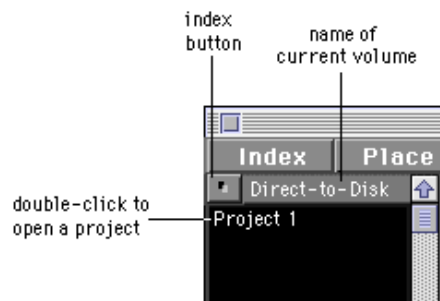 index
button
name of
current volume
Index Place
Direct-to-Disk
double-click to
open a project
Project 1